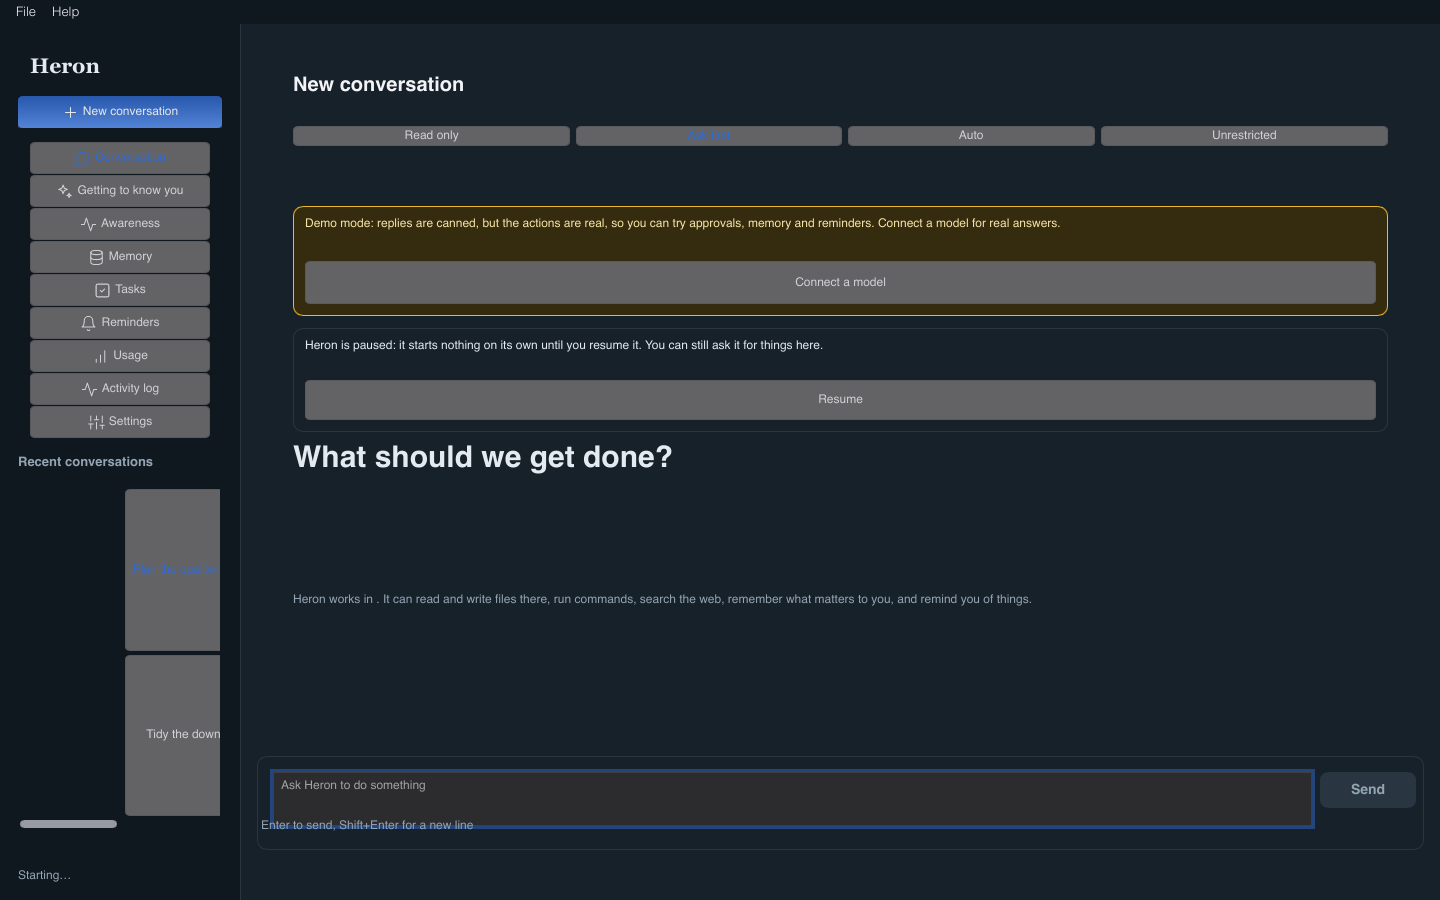 File Help
Heron
New conversation
Conversation
Getting to know you
Awareness
Memory
Tasks
Reminders
Usage
Activity log
Settings
Recent conversations
Tidy the down
Starting...
New conversation
Read only
Ask first
Auto
Unrestricted
Demo mode: replies are canned, but the actions are real, so you can try approvals, memory and reminders. Connect a model for real answers.
Connect a model
Heron is paused: it starts nothing on its own until you resume it. You can still ask it for things here.
Resume
What should we get done?
Heron works in . It can read and write files there, run commands, search the web, remember what matters to you, and remind you of things.
Ask Heron to do something
Send
Enter to send, Shift+Enter for a new line